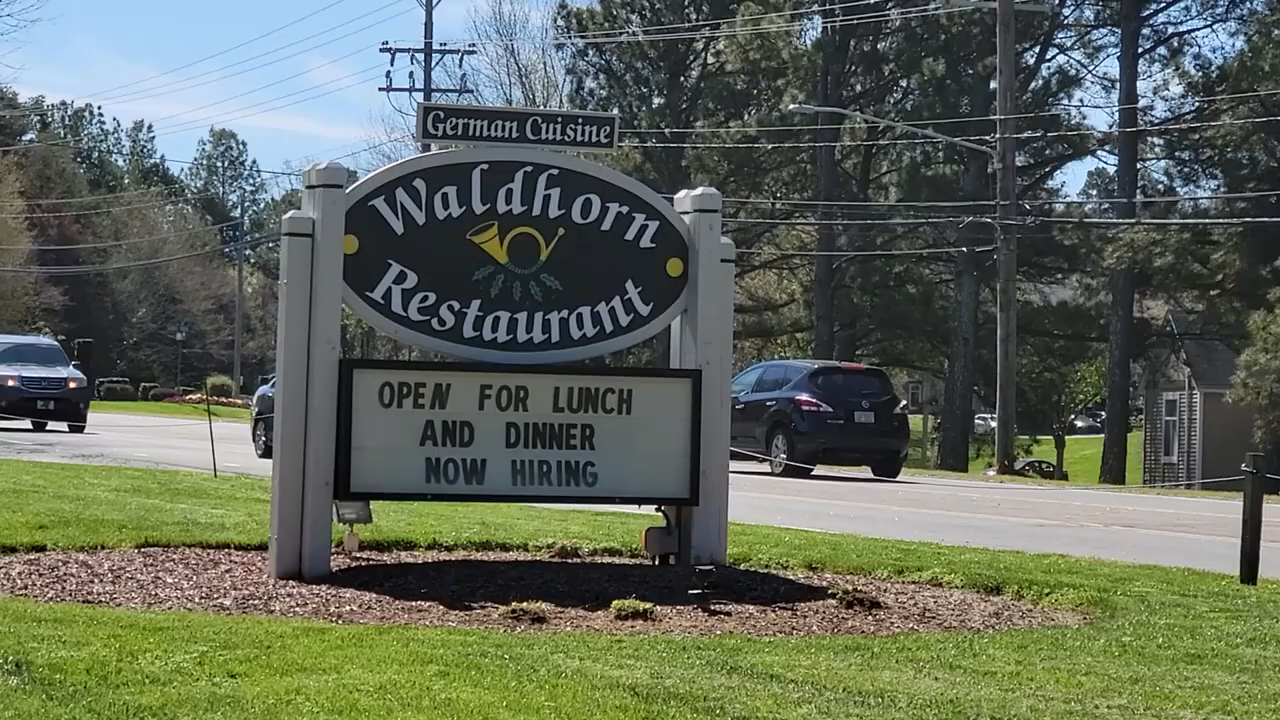 German Cuisine
Waldhorn
Restaurant
OPEN FOR LUNCH
AND DINNER
NOW HIRING